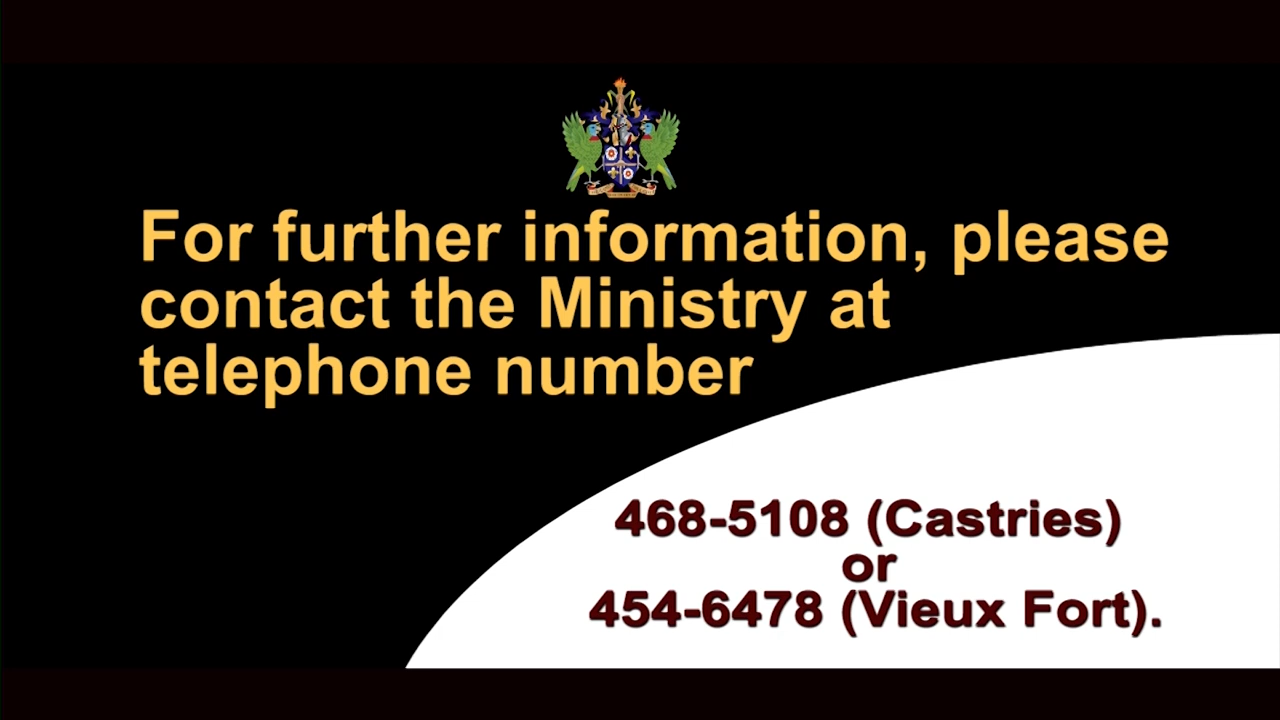 For further information, please
contact the Ministry at
telephone number
468-5108 (Castries)
or
454-6478 (Vieux Fort).